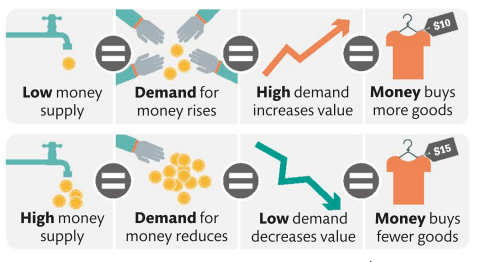 $10
Low money
supply
Demand for
money rises
High demand
increases value
Money buys
more goods
$15
High money
supply
Demand for
money reduces
Low demand
decreases value
Money buys
fewer goods